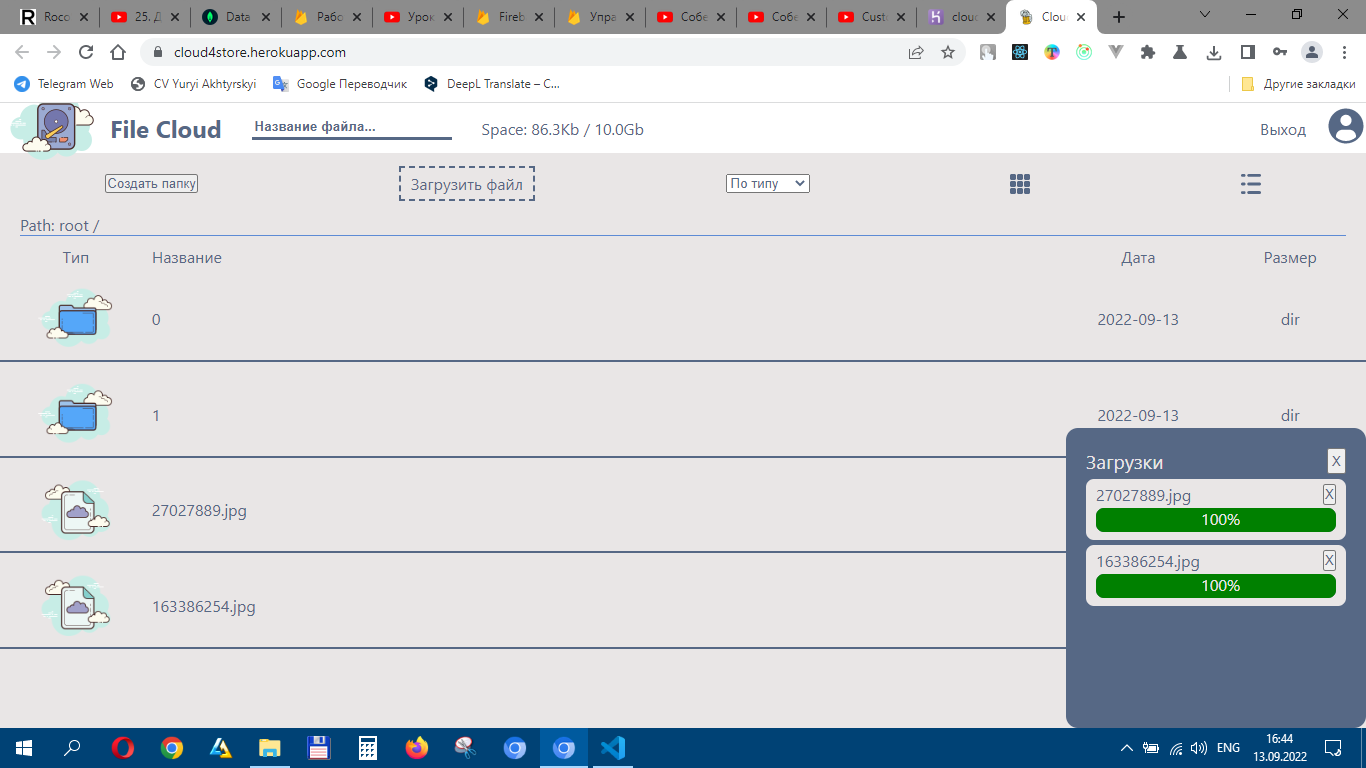 Roco
25. Д
Data
Рабо
Урок
Fireb
Упра
Собе
Собе
Custo
cloud
Clou
cloud4store.herokuapp.com
Telegram Web
CV Yuryi Akhtyrskyi
Google Переводчик
DeepL Translate – C...
Другие закладки
File Cloud
Название файла...
Space: 86.3Kb / 10.0Gb
Выход
Создать папку
Загрузить файл
По типу
Path: root /
Тип
Название
Дата
Размер
0
2022-09-13
dir
1
2022-09-13
dir
27027889.jpg
163386254.jpg
Загрузки
X
27027889.jpg
X
100%
163386254.jpg
X
100%
ENG
16:44
13.09.2022